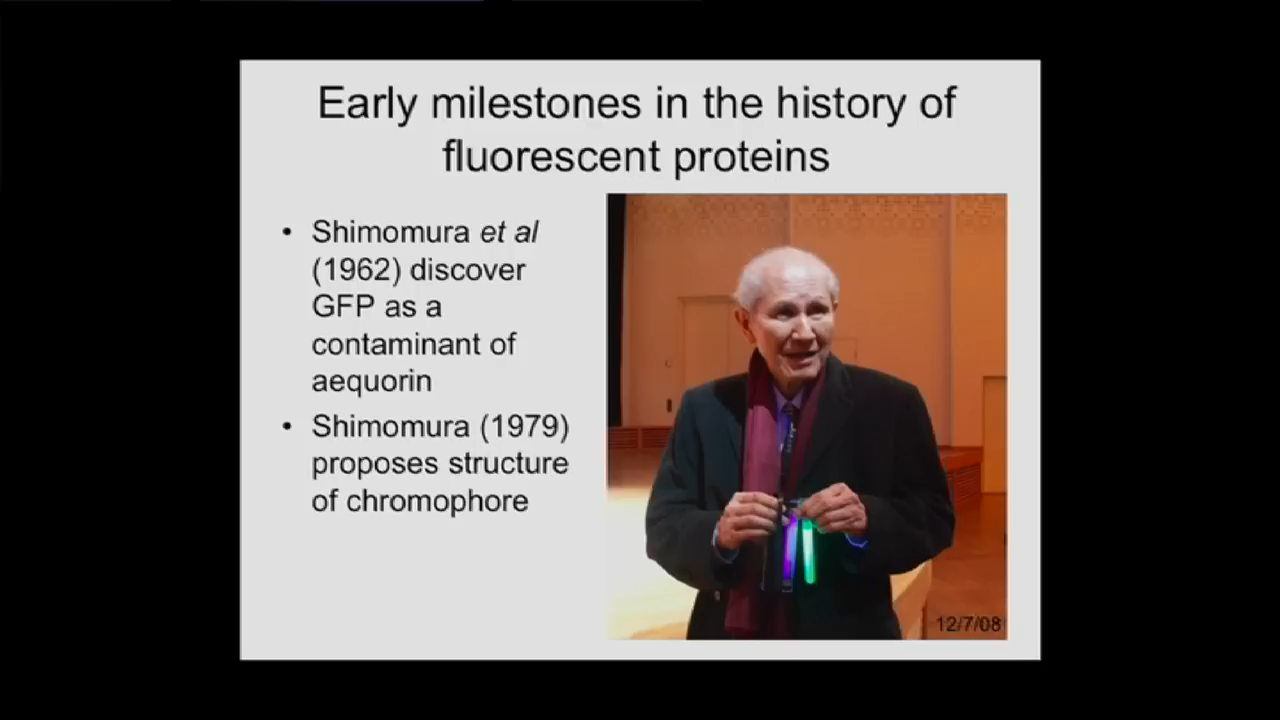 Early milestones in the history of
fluorescent proteins
• Shimomura et al
(1962) discover
GFP as a
contaminant of
aequorin
• Shimomura (1979)
proposes structure
of chromophore
12/7/08